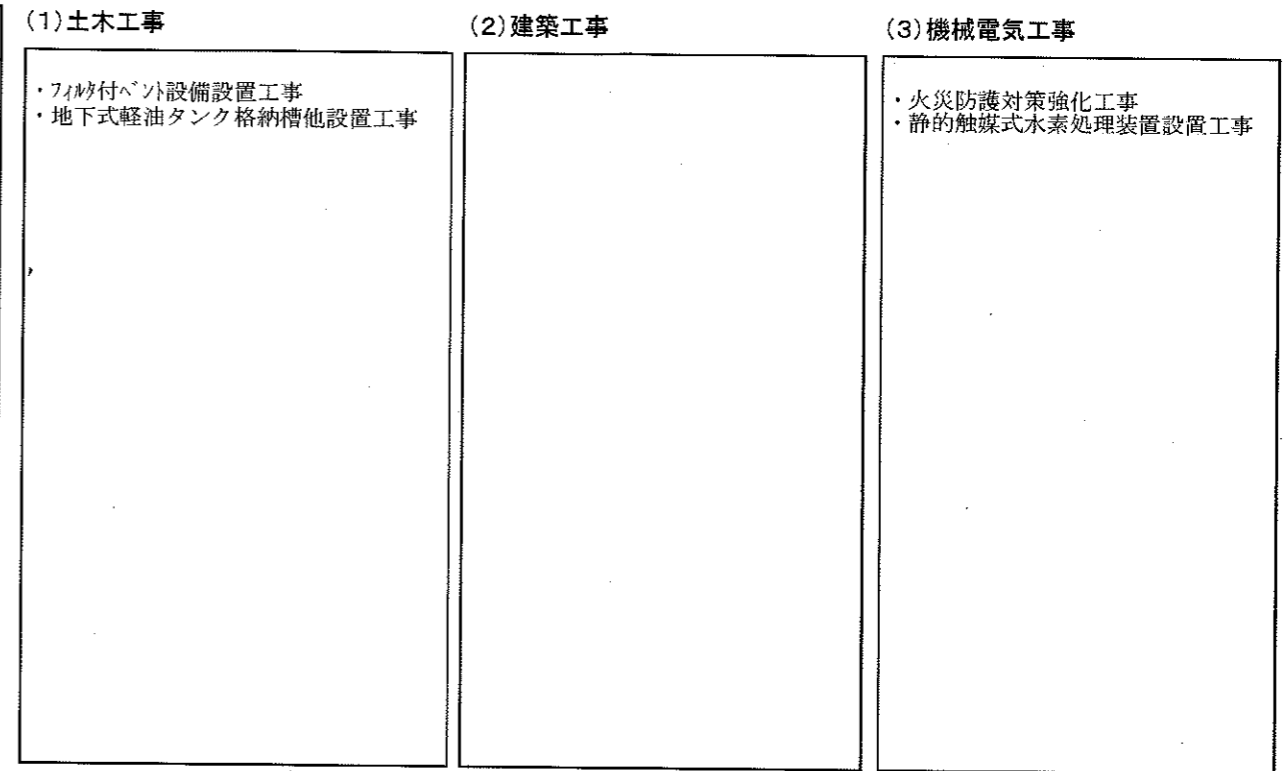 (1)土木工事
・フィルタ付ベント設備設置工事
・地下式軽油タンク格納槽他設置工事
(2)建築工事
(3)機械電気工事
・火災防護対策強化工事
・静的触媒式水素処理装置設置工事